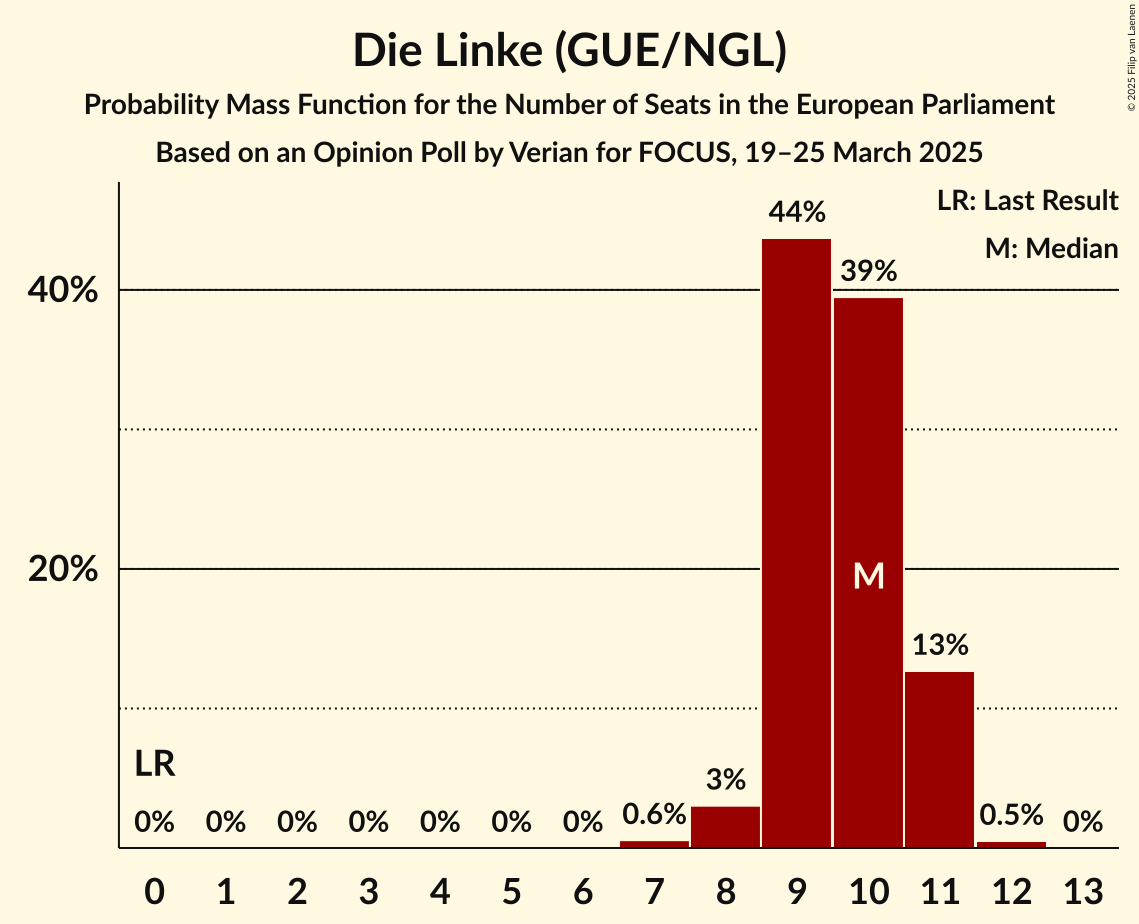 Die Linke (GUE/NGL)
Probability Mass Function for the Number of Seats in the European Parliament
Based on an Opinion Poll by Verian for FOCUS, 19–25 March 2025
© 2025 Filip van Laenen
LR: Last Result
M: Median
44%
39%
40%
20%
M
13%
LR
3%
0% 0% 0% 0% 0% 0% 0% 0.6% 0.5% 0%
0 1 2 3 4 5 6 7 8 9 10 11 12 13